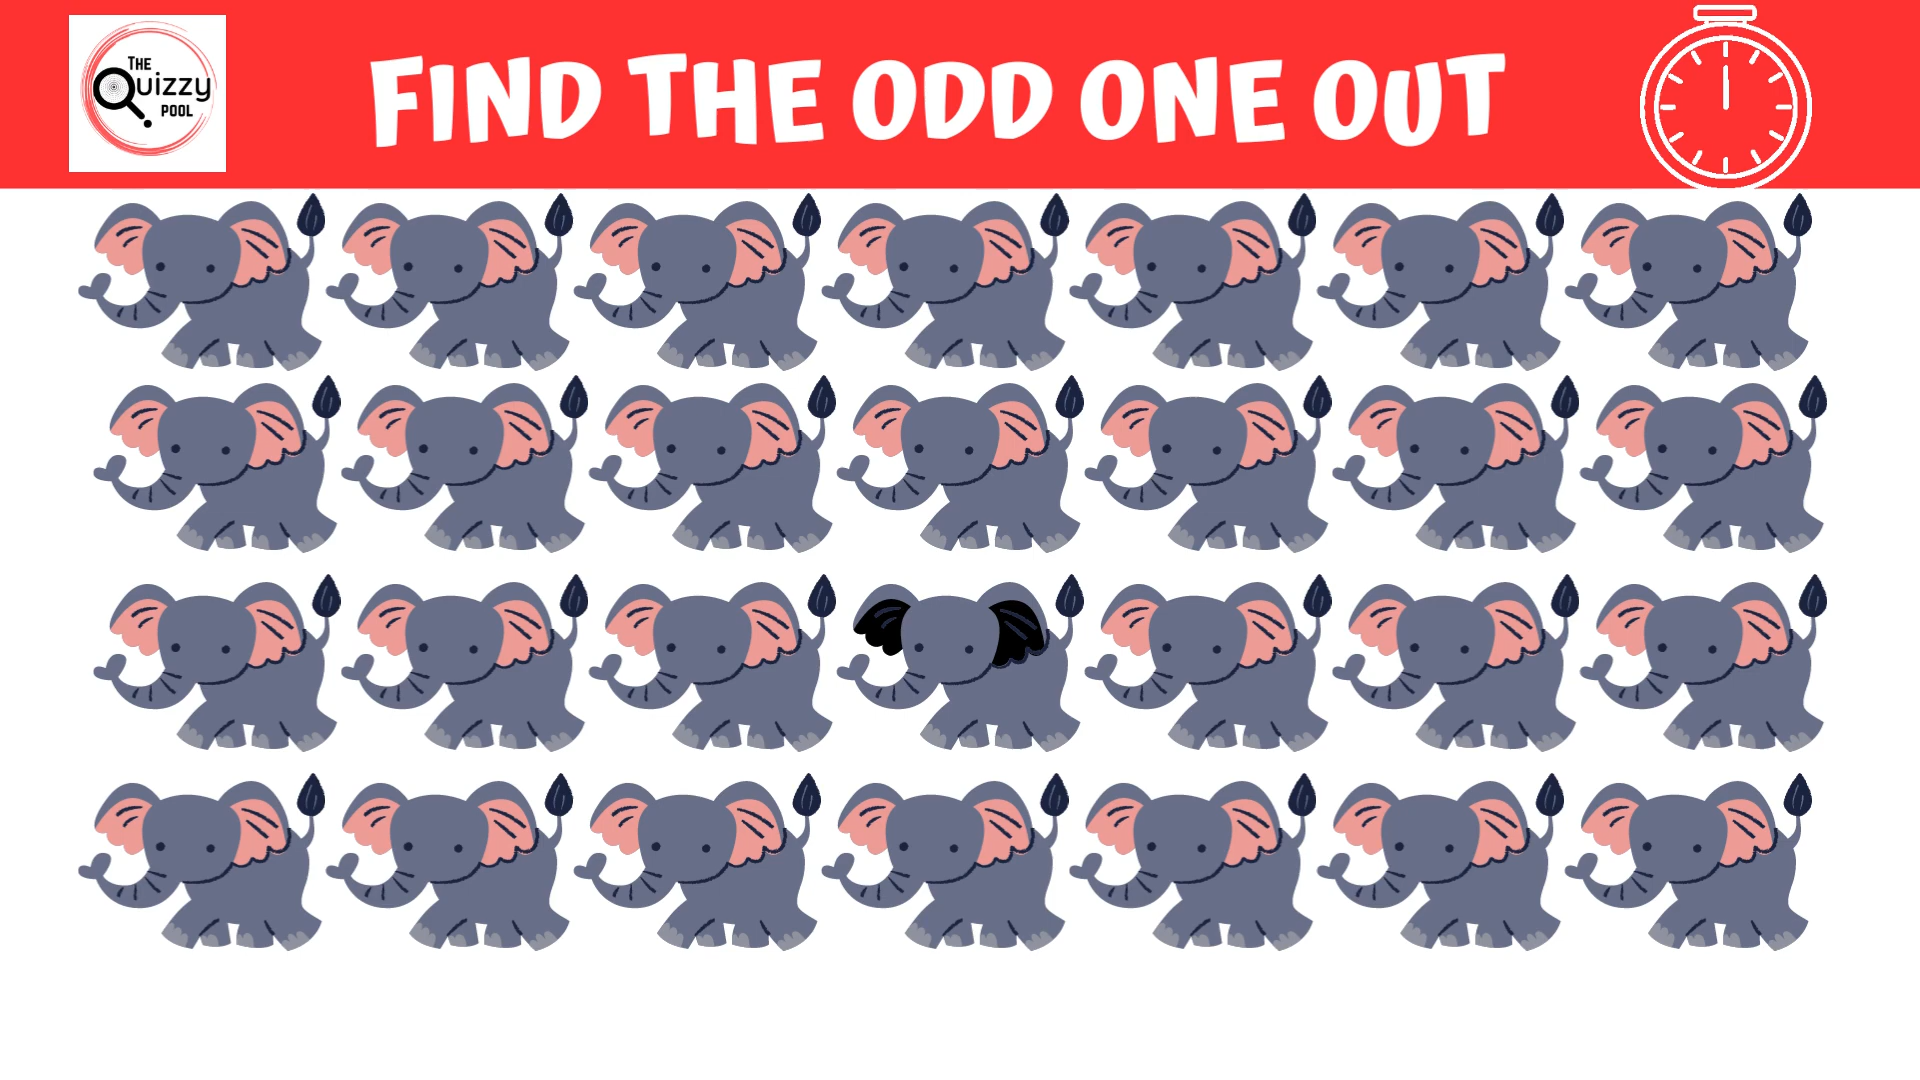 THE
Quizzy
POOL
FIND THE ODD ONE OUT